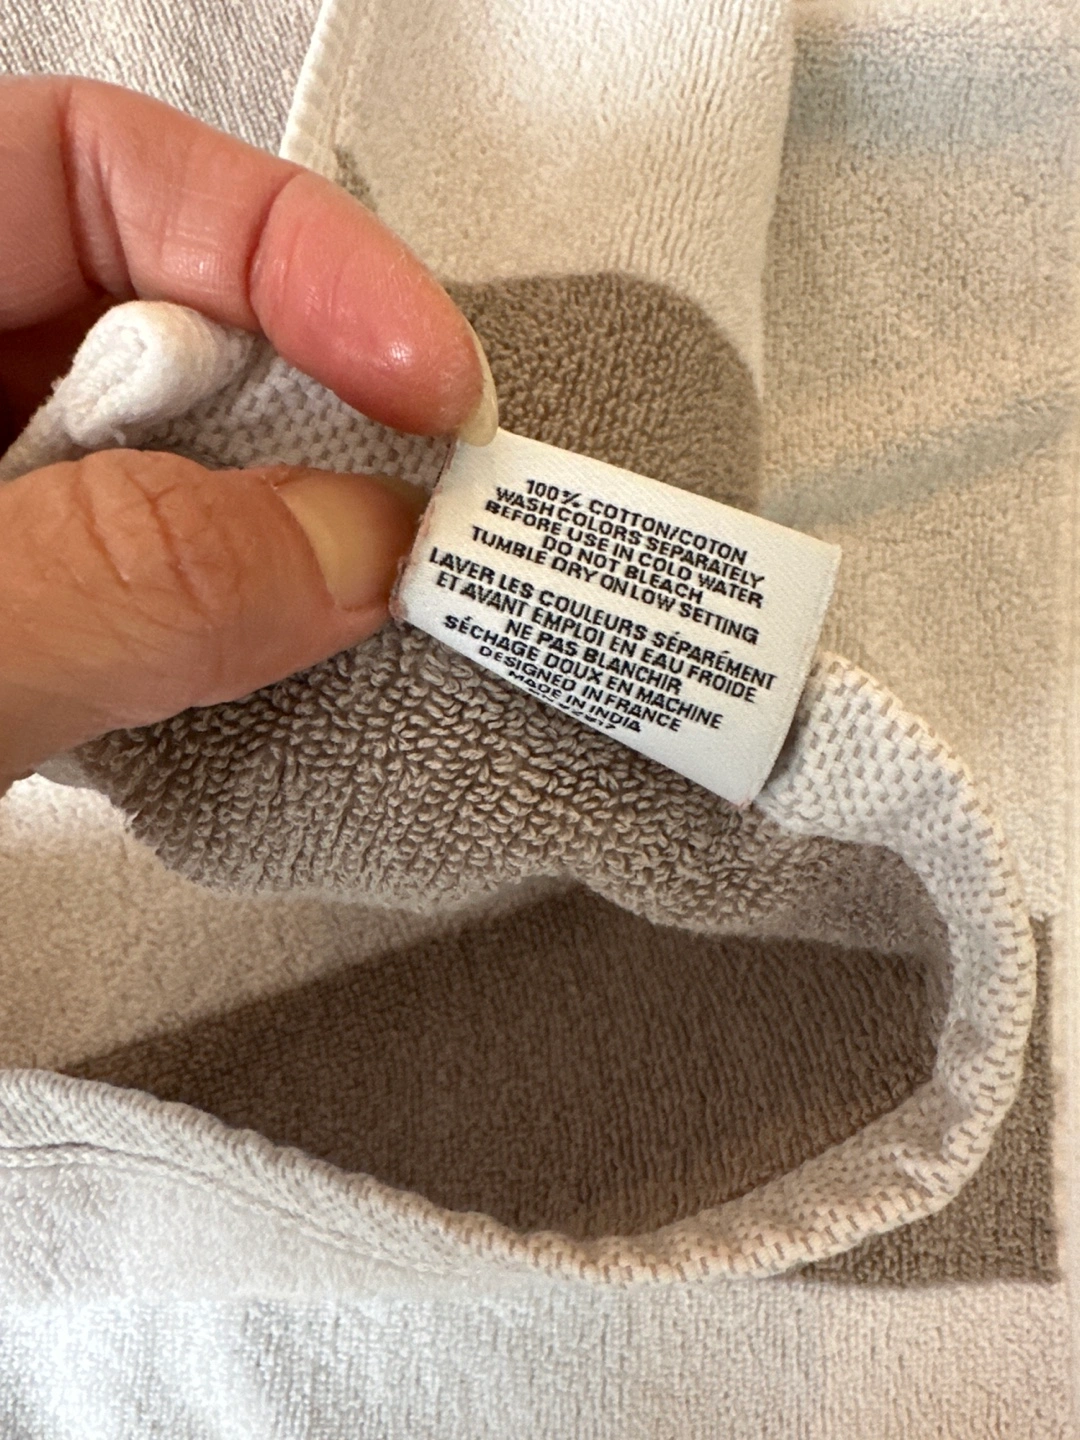 100% COTTON/COTON
WASH COLORS SEPARATELY
BEFORE USE IN COLD WATER
DO NOT BLEACH
TUMBLE DRY ON LOW SETTING
LAVER LES COULEURS SÉPARÉMENT
ET AVANT EMPLOI EN EAU FROIDE
NE PAS BLANCHIR
SÉCHAGE DOUX EN MACHINE
DESIGNED IN FRANCE
MADE IN INDIA